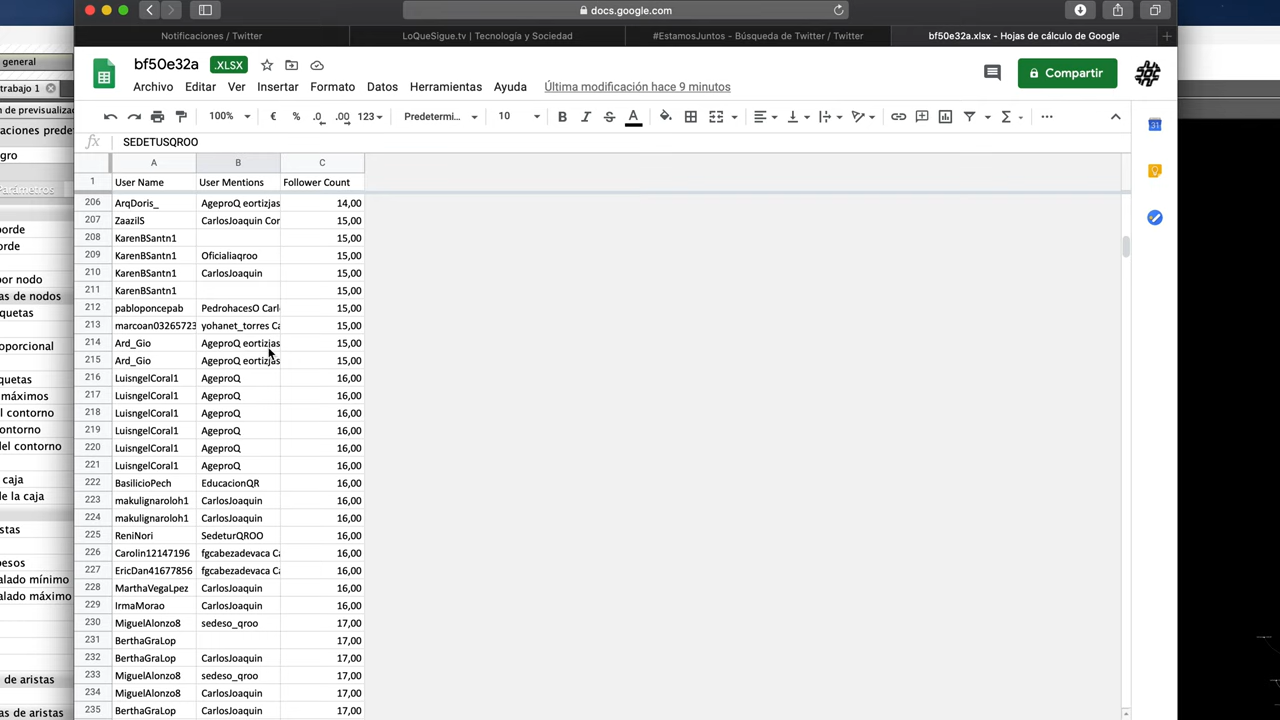 docs.google.com
Notificaciones / Twitter
LoQueSigue.tv | Tecnología y Sociedad
#EstamosJuntos - Búsqueda de Twitter / Twitter
bf50e32a.xlsx - Hojas de cálculo de Google
bf50e32a .XLSX
Archivo Editar Ver Insertar Formato Datos Herramientas Ayuda Última modificación hace 9 minutos
Compartir
100% € % .0 .00 123 Predetermi... 10 B I S A
fx SEDETUSQROO
A B C
1 User Name User Mentions Follower Count
206 ArqDoris_ AgeproQ eortizjas 14,00
207 ZaazilS CarlosJoaquin Cor 15,00
208 KarenBSantn1 15,00
209 KarenBSantn1 Oficialiaqroo 15,00
210 KarenBSantn1 CarlosJoaquin 15,00
211 KarenBSantn1 15,00
212 pabloponcepab PedrohacesO Carl 15,00
213 marcoan03265723 yohanet_torres Ca 15,00
214 Ard_Gio AgeproQ eortizjas 15,00
215 Ard_Gio AgeproQ eortizjas 15,00
216 LuisngelCoral1 AgeproQ 16,00
217 LuisngelCoral1 AgeproQ 16,00
218 LuisngelCoral1 AgeproQ 16,00
219 LuisngelCoral1 AgeproQ 16,00
220 LuisngelCoral1 AgeproQ 16,00
221 LuisngelCoral1 AgeproQ 16,00
222 BasilicioPech EducacionQR 16,00
223 makulignaroloh1 CarlosJoaquin 16,00
224 makulignaroloh1 CarlosJoaquin 16,00
225 ReniNori SedeturQROO 16,00
226 Carolin12147196 fgcabezadevaca Ca 16,00
227 EricDan41677856 fgcabezadevaca Ca 16,00
228 MarthaVegaLpez CarlosJoaquin 16,00
229 IrmaMorao CarlosJoaquin 16,00
230 MiguelAlonzo8 sedeso_qroo 17,00
231 BerthaGraLop 17,00
232 BerthaGraLop CarlosJoaquin 17,00
233 MiguelAlonzo8 sedeso_qroo 17,00
234 MiguelAlonzo8 CarlosJoaquin 17,00
235 BerthaGraLop CarlosJoaquin 17,00
general
trabajo 1
n de previsualizad
aciones prede
gro
Parámetros
orde
rde
por nodo
as de nodos
quetas
oporcional
quetas
máximos
l contorno
ontorno
del contorno
caja
de la caja
stas
pesos
alado mínimo
alado máximo
de aristas
tas de aristas